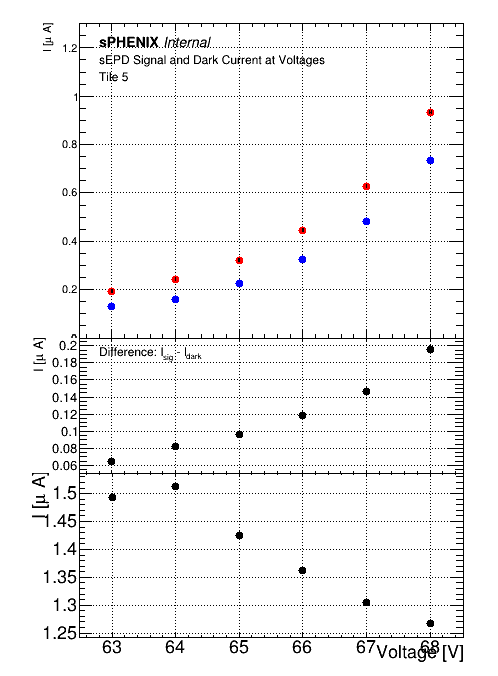 I [μ A]
sPHENIX Internal
sEPD Signal and Dark Current at Voltages
Tile 5
1.2
1
0.8
0.6
0.4
0.2
I [μ A]
Difference: Isig - Idark
0.2
0.18
0.16
0.14
0.12
0.1
0.08
0.06
I [μ A]
1.5
1.45
1.4
1.35
1.3
1.25
63 64 65 66 67 68
Voltage [V]